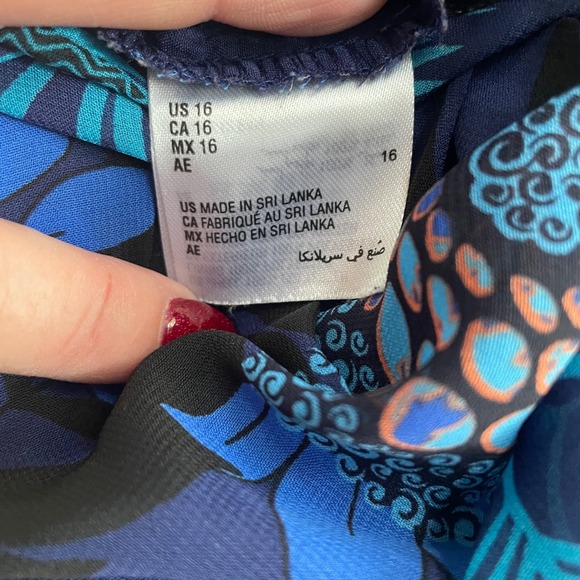 US 16
CA 16
MX 16
AE 16
US MADE IN SRI LANKA
CA FABRIQUÉ AU SRI LANKA
MX HECHO EN SRI LANKA
AE صُنع في سريلانكا